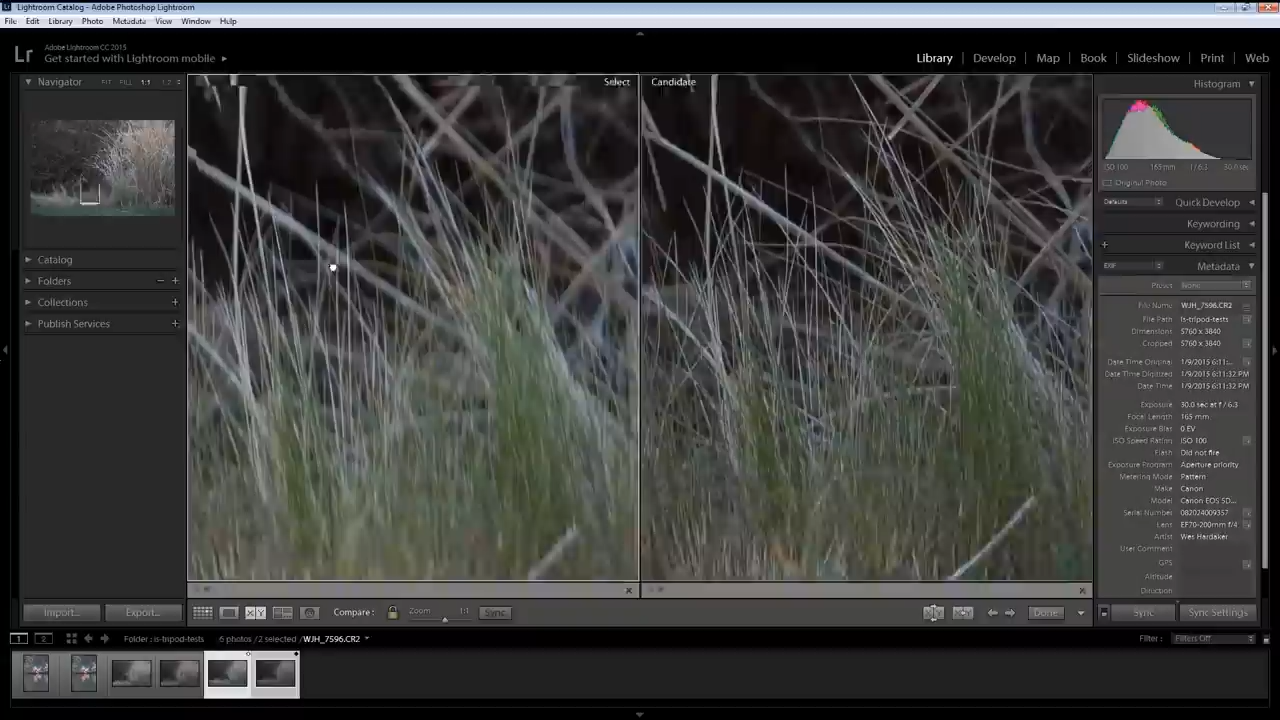 Lightroom Catalog - Adobe Photoshop Lightroom
File Edit Library Photo Metadata View Window Help
Adobe Lightroom CC 2015
Lr Get started with Lightroom mobile
Library | Develop | Map | Book | Slideshow | Print | Web
Navigator FIT FILL 1:1 1:2
Select
Candidate
Histogram
ISO 100 165 mm f / 6.3 30.0 sec
Original Photo
Defaults Quick Develop
Keywording
Keyword List
EXIF Metadata
Preset None
File Name WJH_7596.CR2
File Path is-tripod-tests
Dimensions 5760 x 3840
Cropped 5760 x 3840
Date Time Original 1/9/2015 6:11:...
Date Time Digitized 1/9/2015 6:11:32 PM
Date Time 1/9/2015 6:11:32 PM
Exposure 30.0 sec at f / 6.3
Focal Length 165 mm
Exposure Bias 0 EV
ISO Speed Rating ISO 100
Flash Did not fire
Exposure Program Aperture priority
Metering Mode Pattern
Make Canon
Model Canon EOS 5D...
Serial Number 082024009357
Lens EF70-200mm f/4
Artist Wes Hardaker
User Comment
GPS
Altitude
Direction
Catalog
Folders
Collections
Publish Services
Import... Export...
XY Compare : Zoom 1:1 Sync
Done
Sync Sync Settings
1 2 Folder : is-tripod-tests 6 photos /2 selected /WJH_7596.CR2
Filter : Filters Off